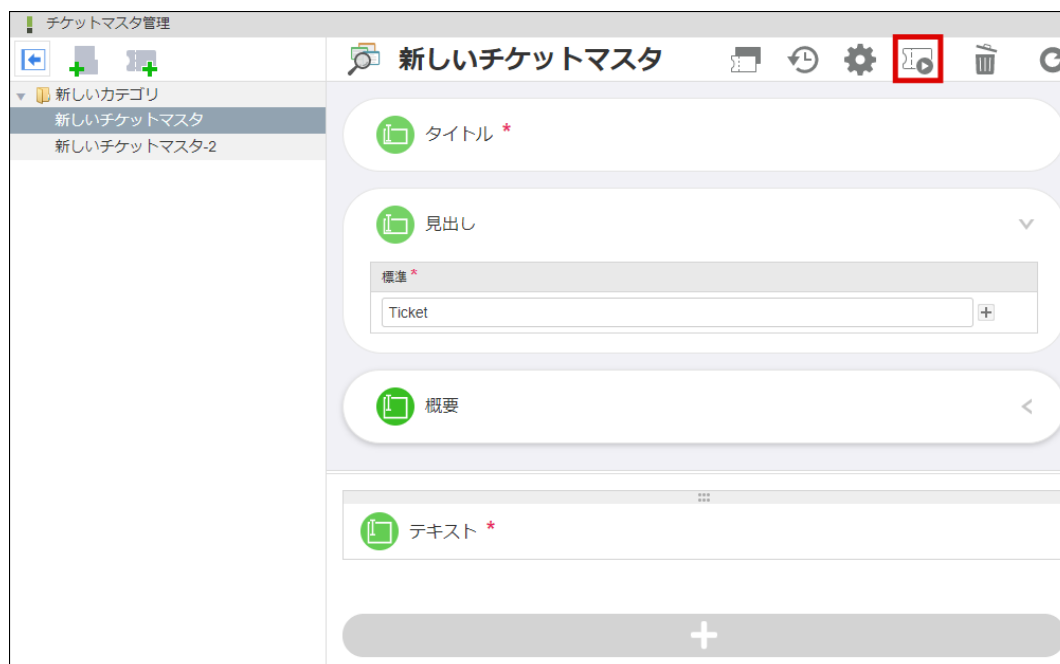 チケットマスタ管理
新しいチケットマスタ
新しいカテゴリ
新しいチケットマスタ
新しいチケットマスタ-2
タイトル *
見出し
標準 *
Ticket
概要
テキスト *